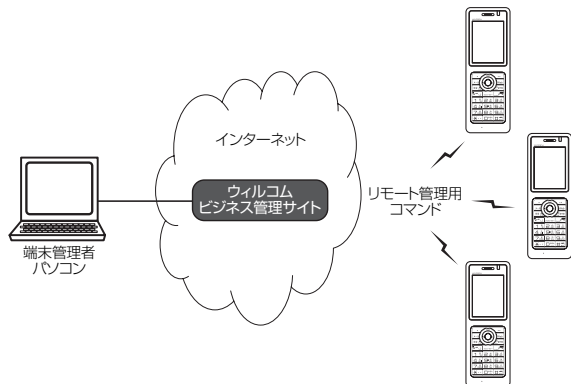 インターネット
ウィルコム
ビジネス管理サイト
端末管理者
パソコン
リモート管理用
コマンド